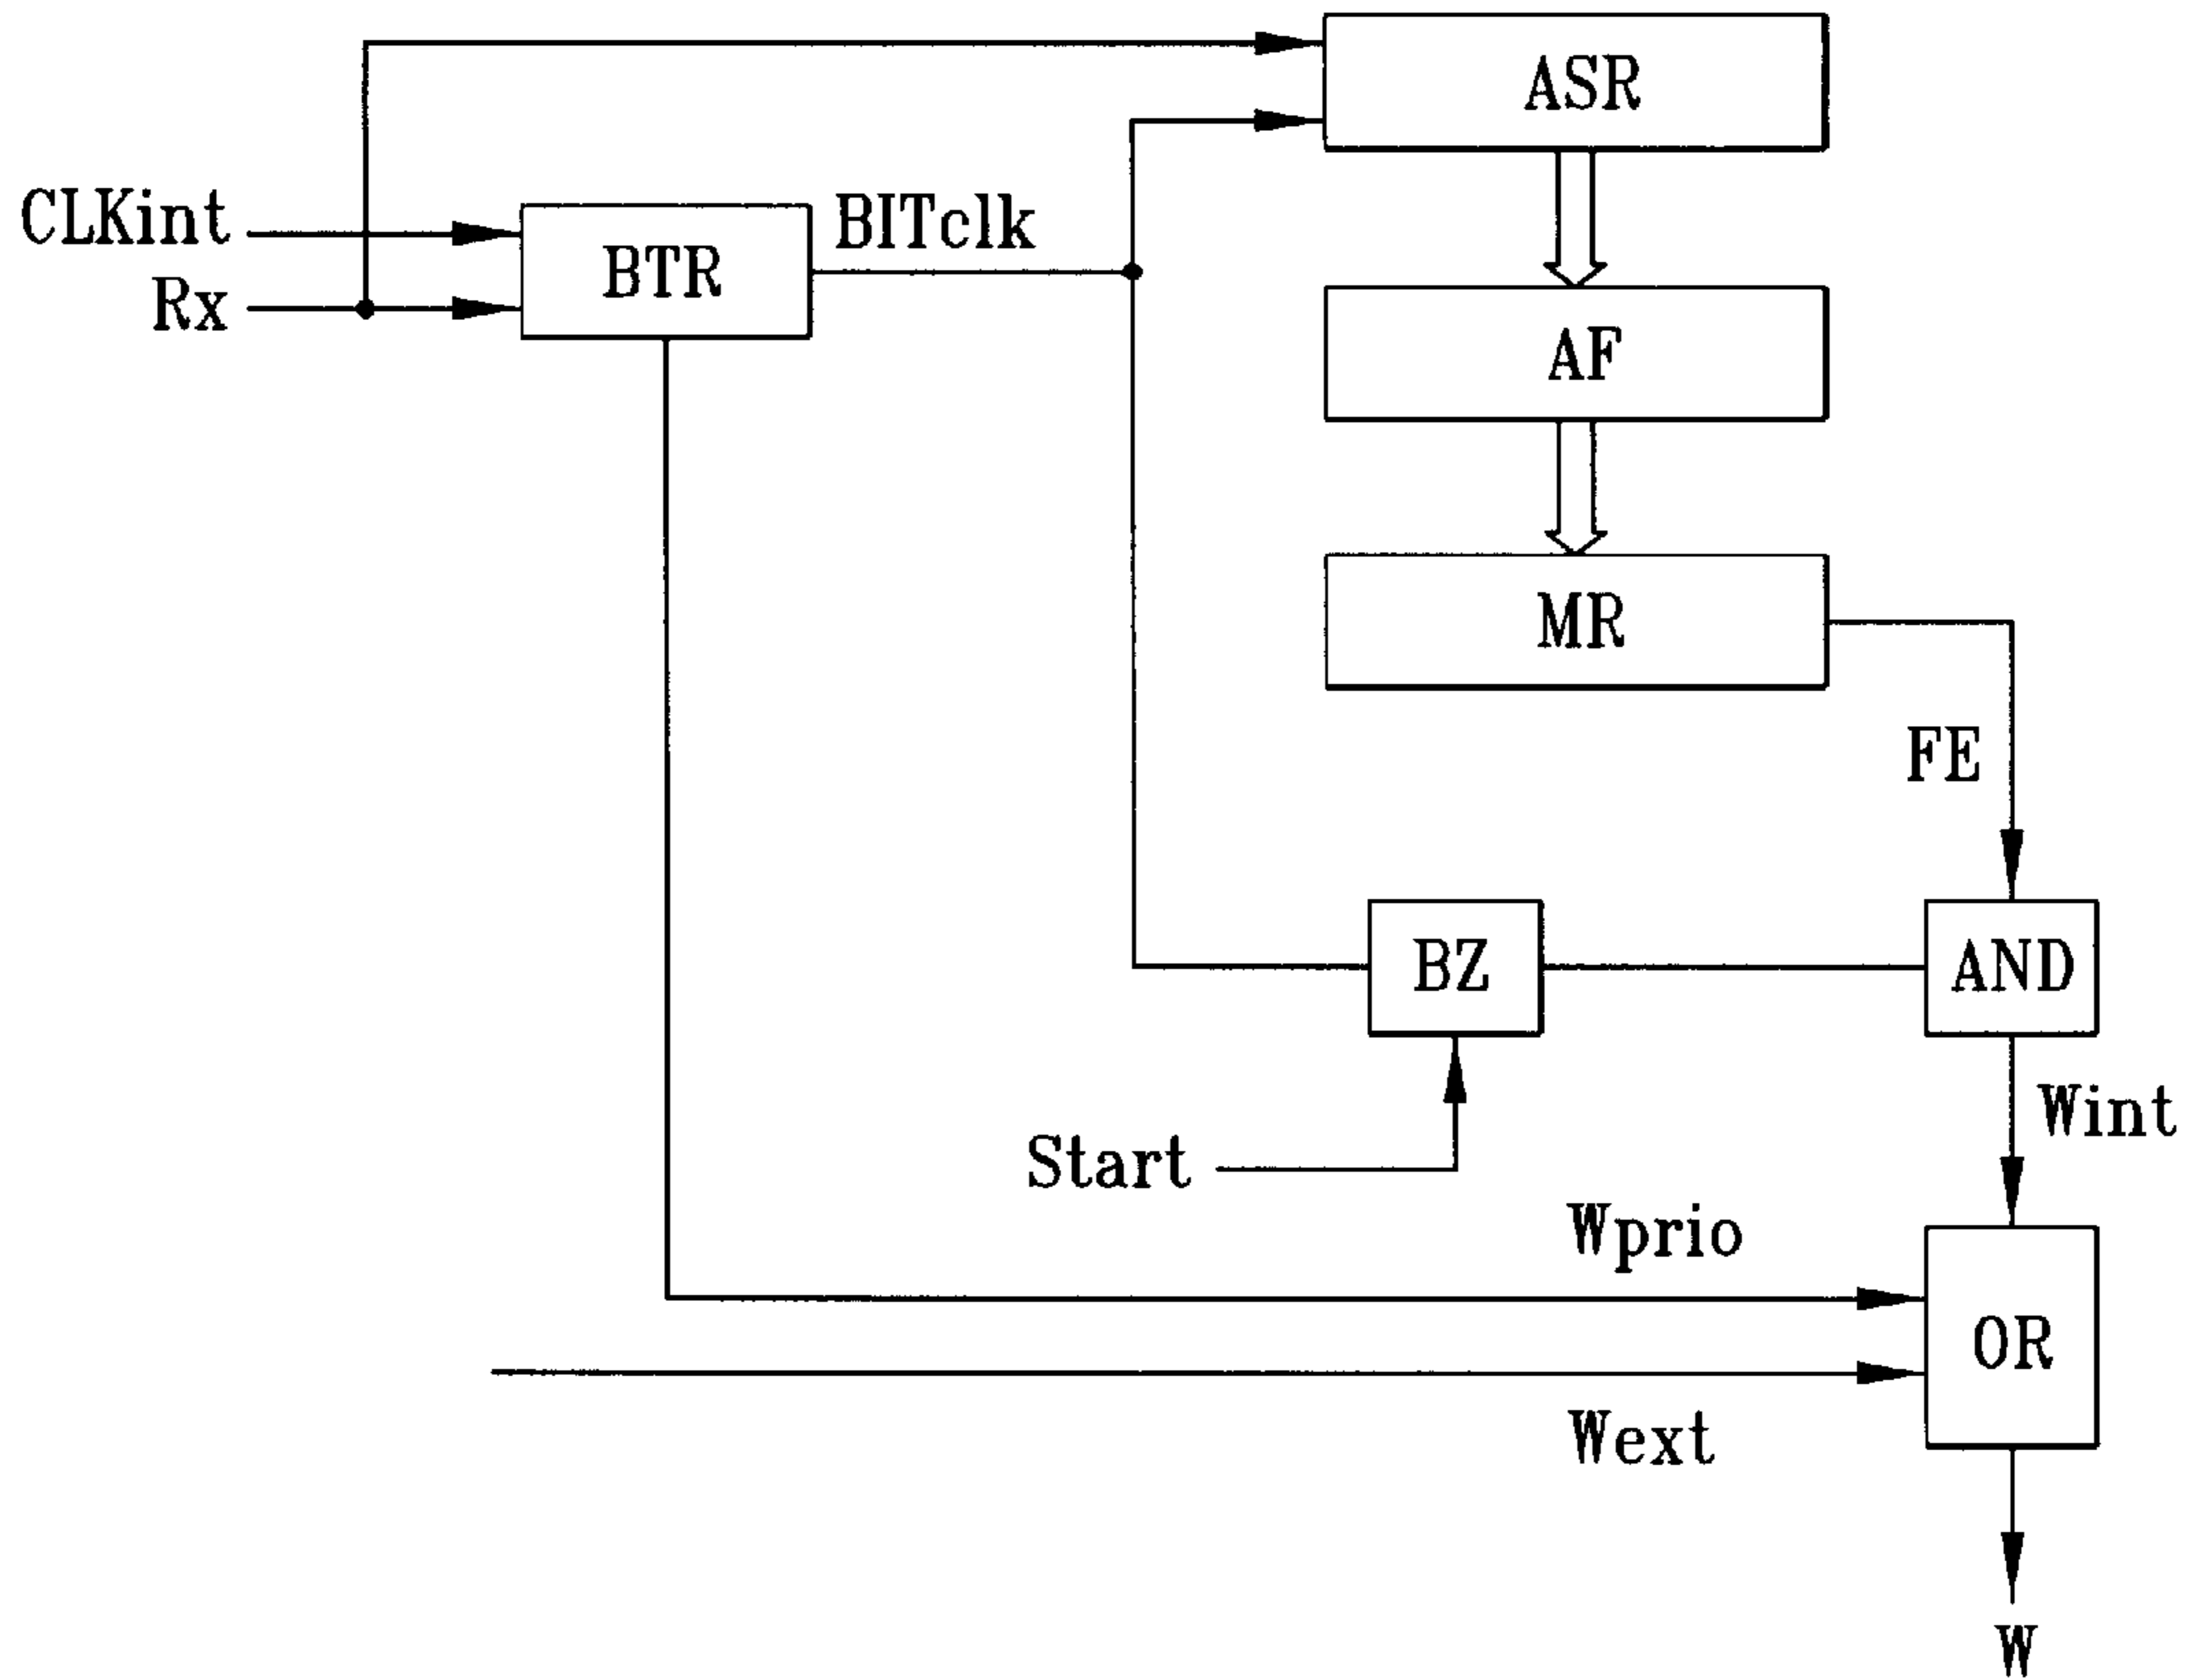 ASR
CLKint
BITclk
BTR
Rx
AF
MR
FE
BZ
AND
Wint
Start
Wprio
OR
Wext
W